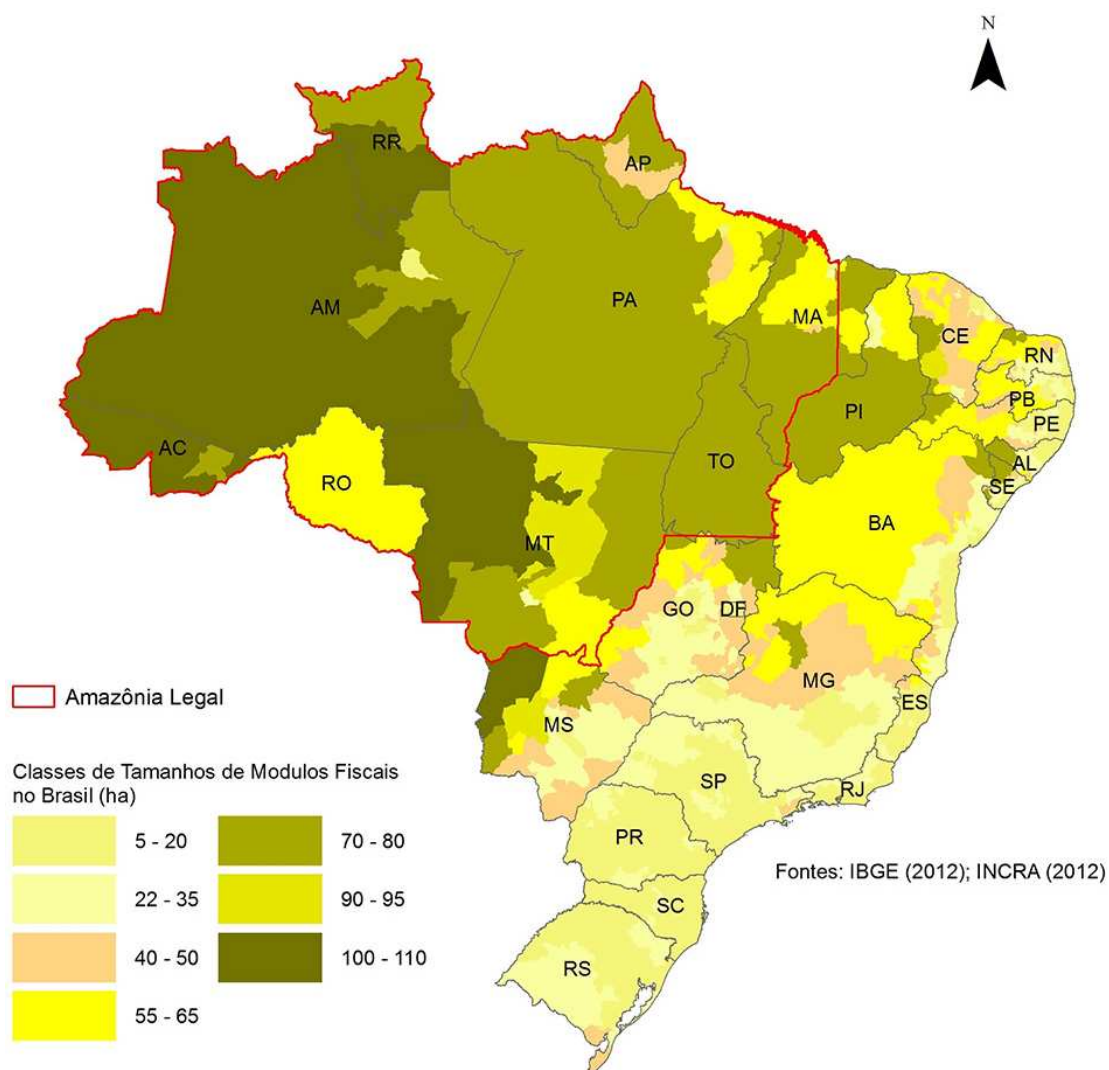 N
RR
AP
AM
PA
MA
CE
RN
PB
PE
PI
AC
TO
AL
SE
RO
BA
MT
GO
DF
MG
ES
MS
SP
RJ
PR
SC
RS
Amazônia Legal
Classes de Tamanhos de Modulos Fiscais
no Brasil (ha)
5 - 20
70 - 80
22 - 35
90 - 95
40 - 50
100 - 110
55 - 65
Fontes: IBGE (2012); INCRA (2012)